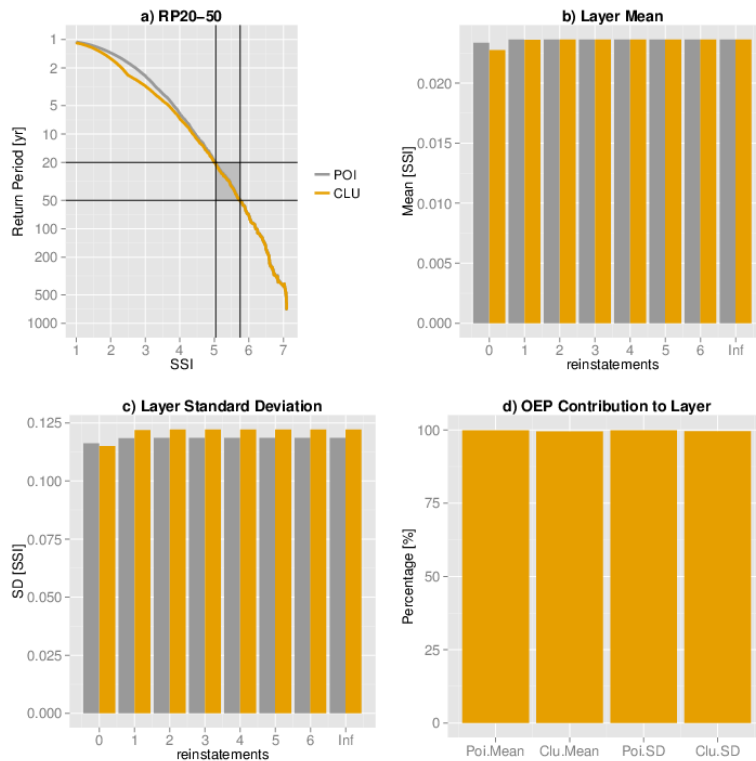 a) RP20−50
Return Period [yr]
1
2
5
10
20
50
100
200
500
1000
1 2 3 4 5 6 7
SSI
POI
CLU
b) Layer Mean
Mean [SSI]
0.020
0.015
0.010
0.005
0.000
0 1 2 3 4 5 6 Inf
reinstatements
c) Layer Standard Deviation
SD [SSI]
0.125
0.100
0.075
0.050
0.025
0.000
0 1 2 3 4 5 6 Inf
reinstatements
d) OEP Contribution to Layer
Percentage [%]
100
75
50
25
0
Poi.Mean Clu.Mean Poi.SD Clu.SD